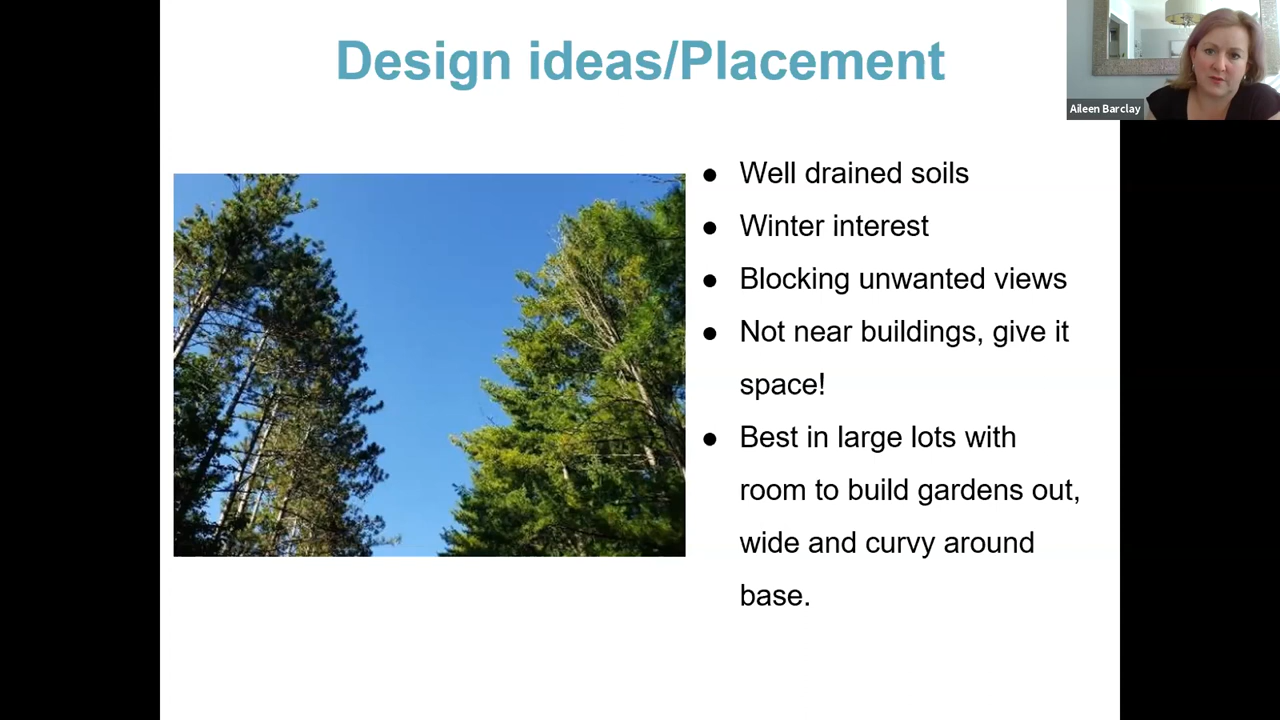 Design ideas/Placement
Aileen Barclay
● Well drained soils
● Winter interest
● Blocking unwanted views
● Not near buildings, give it
space!
● Best in large lots with
room to build gardens out,
wide and curvy around
base.